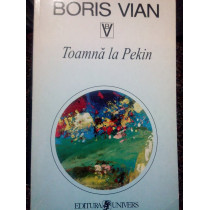 BORIS VIAN
Toamnă la Pekin
EDITURA UNIVERS